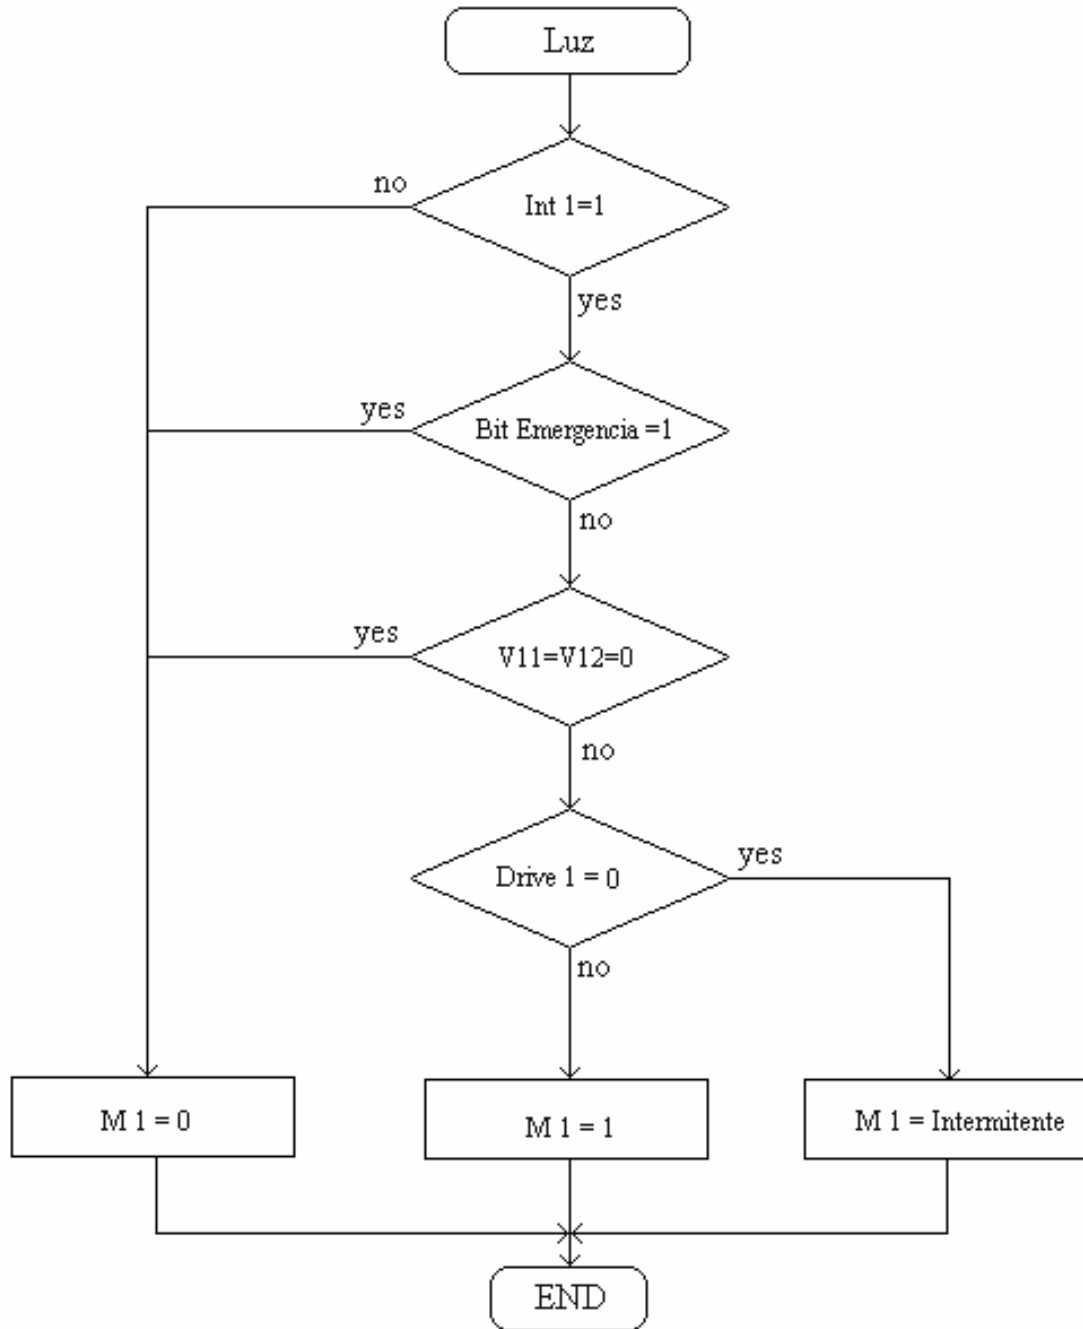 Luz
no
Int 1=1
yes
yes
Bit Emergencia =1
no
yes
V11=V12=0
no
yes
Drive 1 = 0
no
M 1 = 0
M 1 = 1
M 1 = Intermitente
END